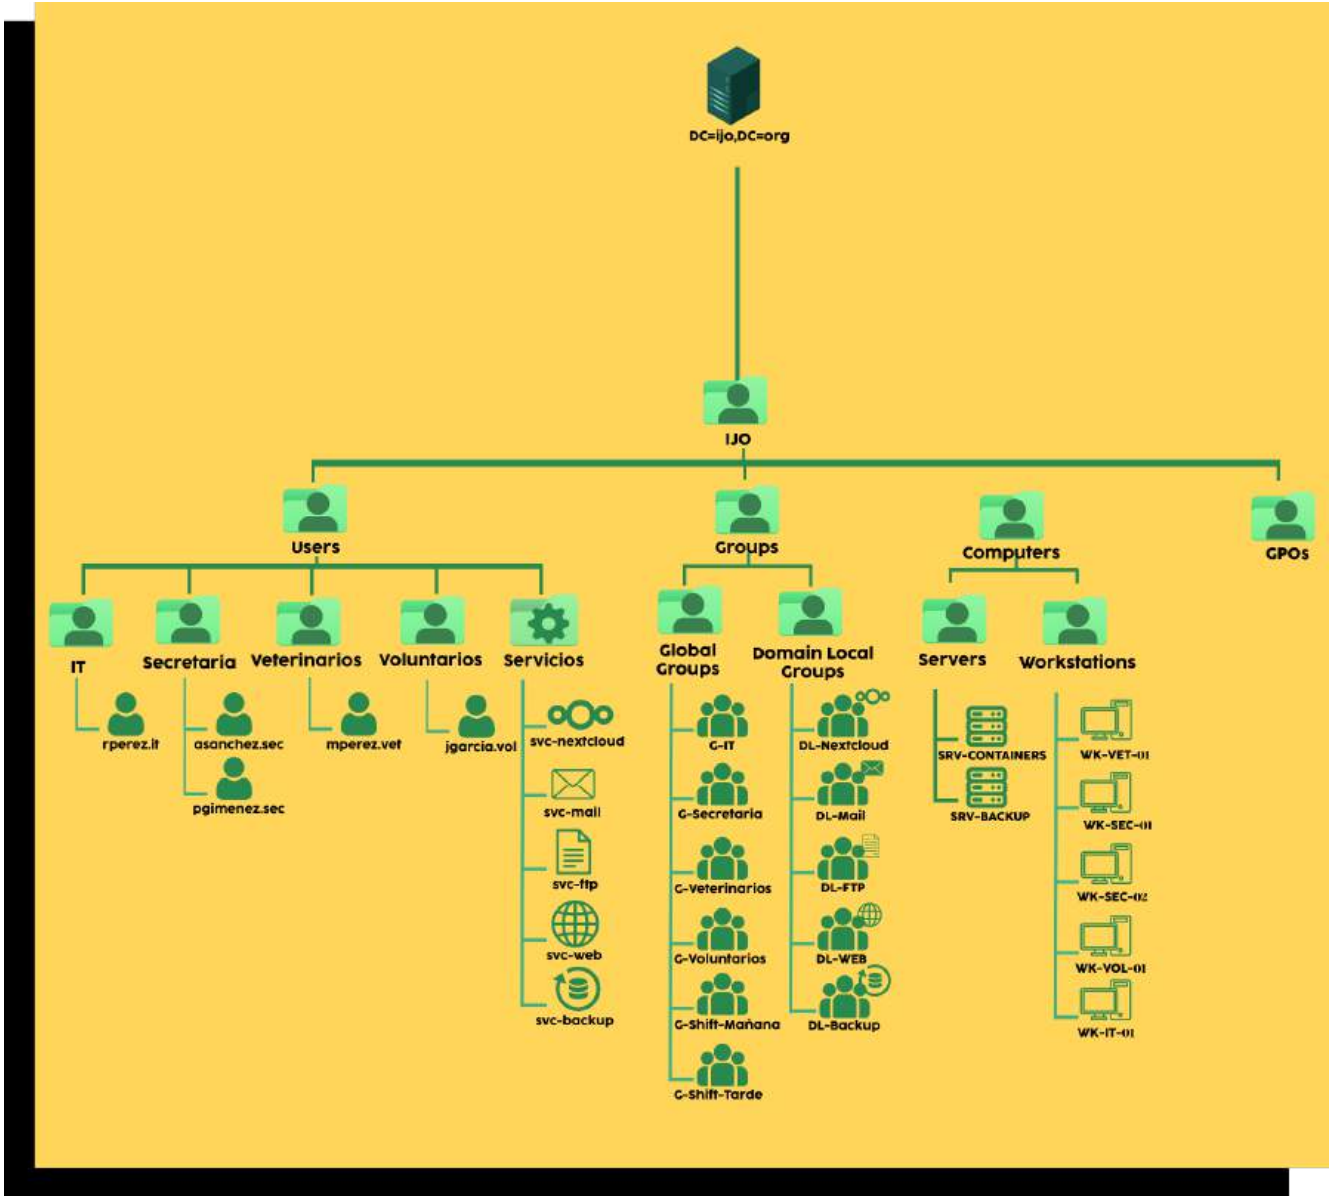 DC=ijo,DC=org
IJO
Users
Groups
Computers
GPOs
IT
Secretaria
Veterinarios
Voluntarios
Servicios
Global
Groups
Domain Local
Groups
Servers
Workstations
rperez.it
asanchez.sec
pgimenez.sec
mperez.vet
jgarcia.vol
svc-nextcloud
svc-mail
svc-ftp
svc-web
svc-backup
G-IT
G-Secretaria
G-Veterinarios
G-Voluntarios
G-Shift-Mañana
G-Shift-Tarde
DL-Nextcloud
DL-Mail
DL-FTP
DL-WEB
DL-Backup
SRV-CONTAINERS
SRV-BACKUP
WK-VET-01
WK-SEC-01
WK-SEC-02
WK-VOL-01
WK-IT-01